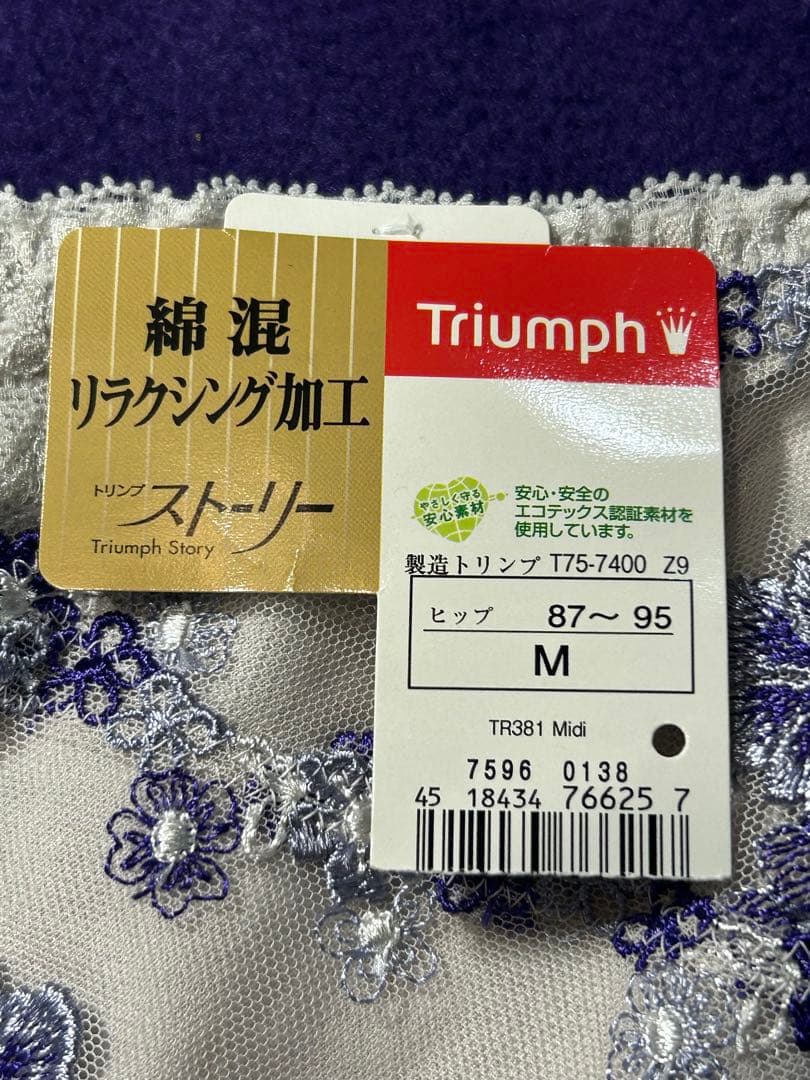 綿混
リラクシング加工
トリンプ
ストーリー
Triumph Story
Triumph
やさしく守る
安心素材
安心・安全の
エコテックス認証素材を
使用しています。
製造トリンプ T75-7400 Z9
ヒップ 87～95
M
TR381 Midi
7596 0138
45 18434 76625 7